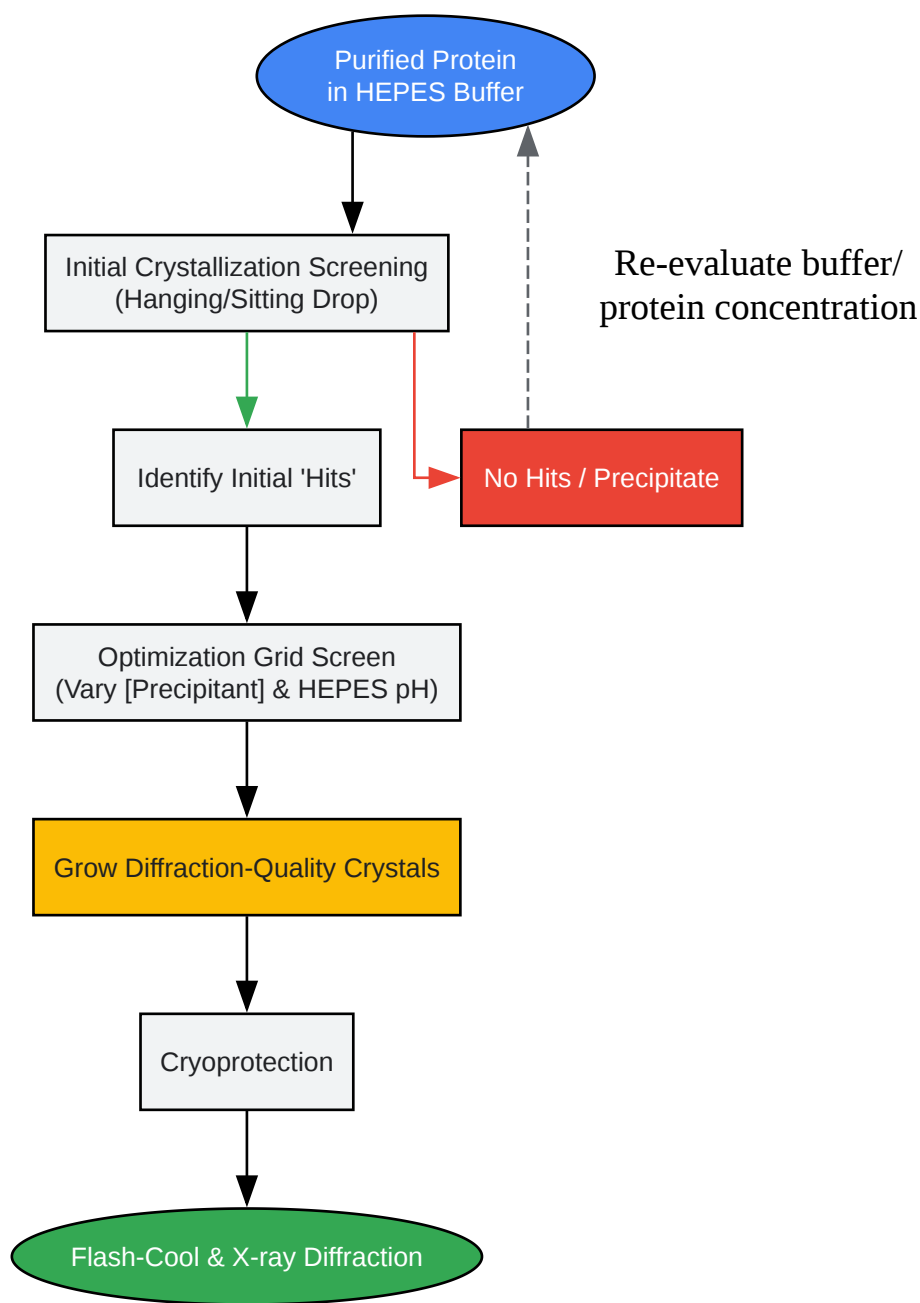 Purified Protein
in HEPES Buffer
Initial Crystallization Screening
(Hanging/Sitting Drop)
Re-evaluate buffer/
protein concentration
Identify Initial 'Hits'
No Hits / Precipitate
Optimization Grid Screen
(Vary [Precipitant] & HEPES pH)
Grow Diffraction-Quality Crystals
Cryoprotection
Flash-Cool & X-ray Diffraction